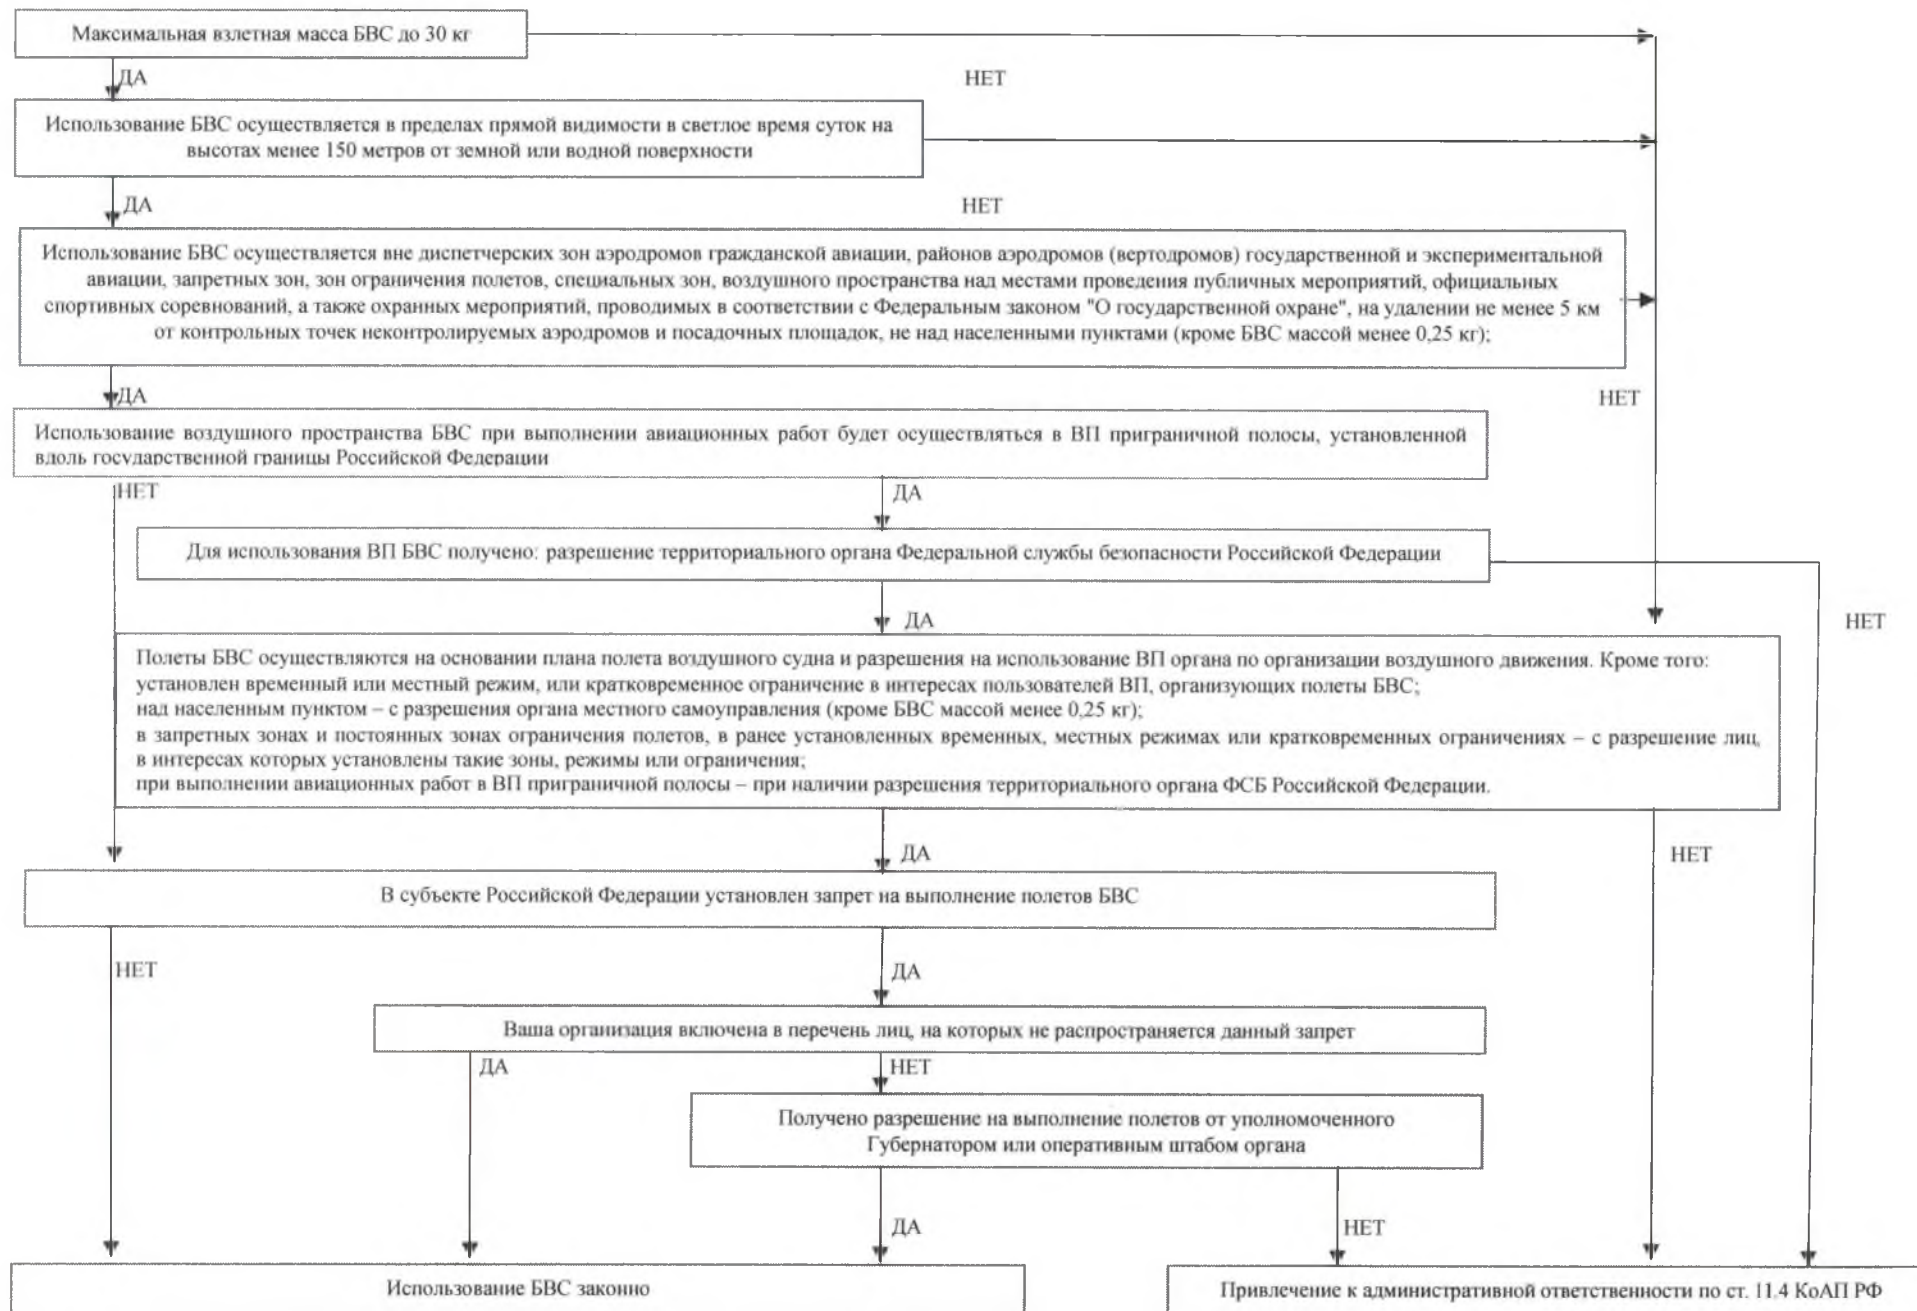 Максимальная взлетная масса БВС до 30 кг
ДА
НЕТ
Использование БВС осуществляется в пределах прямой видимости в светлое время суток на
высотах менее 150 метров от земной или водной поверхности
ДА
НЕТ
Использование БВС осуществляется вне диспетчерских зон аэродромов гражданской авиации, районов аэродромов (вертодромов) государственной и экспериментальной
авиации, запретных зон, зон ограничения полетов, специальных зон, воздушного пространства над местами проведения публичных мероприятий, официальных
спортивных соревнований, а также охранных мероприятий, проводимых в соответствии с Федеральным законом "О государственной охране", на удалении не менее 5 км
от контрольных точек неконтролируемых аэродромов и посадочных площадок, не над населенными пунктами (кроме БВС массой менее 0,25 кг);
ДА
НЕТ
Использование воздушного пространства БВС при выполнении авиационных работ будет осуществляться в ВП приграничной полосы, установленной
вдоль государственной границы Российской Федерации
НЕТ
ДА
Для использования ВП БВС получено: разрешение территориального органа Федеральной службы безопасности Российской Федерации
ДА
НЕТ
Полеты БВС осуществляются на основании плана полета воздушного судна и разрешения на использование ВП органа по организации воздушного движения. Кроме того:
установлен временный или местный режим, или кратковременное ограничение в интересах пользователей ВП, организующих полеты БВС;
над населенным пунктом – с разрешения органа местного самоуправления (кроме БВС массой менее 0,25 кг);
в запретных зонах и постоянных зонах ограничения полетов, в ранее установленных временных, местных режимах или кратковременных ограничениях – с разрешение лиц,
в интересах которых установлены такие зоны, режимы или ограничения;
при выполнении авиационных работ в ВП приграничной полосы – при наличии разрешения территориального органа ФСБ Российской Федерации.
ДА
НЕТ
В субъекте Российской Федерации установлен запрет на выполнение полетов БВС
НЕТ
ДА
Ваша организация включена в перечень лиц, на которых не распространяется данный запрет
ДА
НЕТ
Получено разрешение на выполнение полетов от уполномоченного
Губернатором или оперативным штабом органа
ДА
НЕТ
Использование БВС законно
Привлечение к административной ответственности по ст. 11.4 КоАП РФ